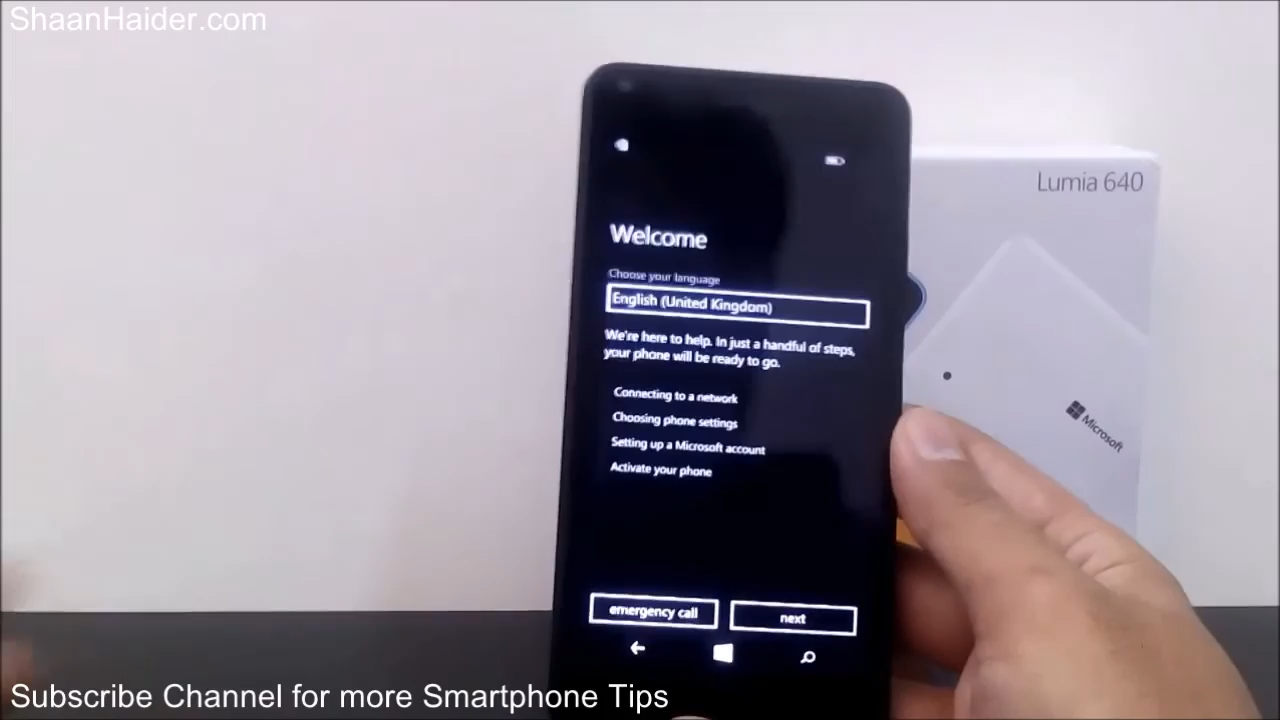 ShaanHaider.com
Lumia 640
Welcome
Choose your language
English (United Kingdom)
We're here to help. In just a handful of steps,
your phone will be ready to go.
Connecting to a network
Choosing phone settings
Setting up a Microsoft account
Activate your phone
Microsoft
emergency call
next
Subscribe Channel for more Smartphone Tips